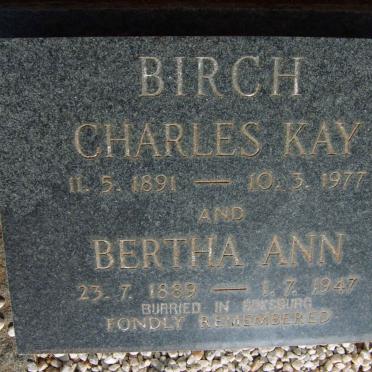 BIRCH
CHARLES KAY
11. 5. 1891 — 10. 3. 1977
AND
BERTHA ANN
23. 7. 1889 — 1. 7. 1947
BURRIED IN BOKSBURG
FONDLY REMEMBERED